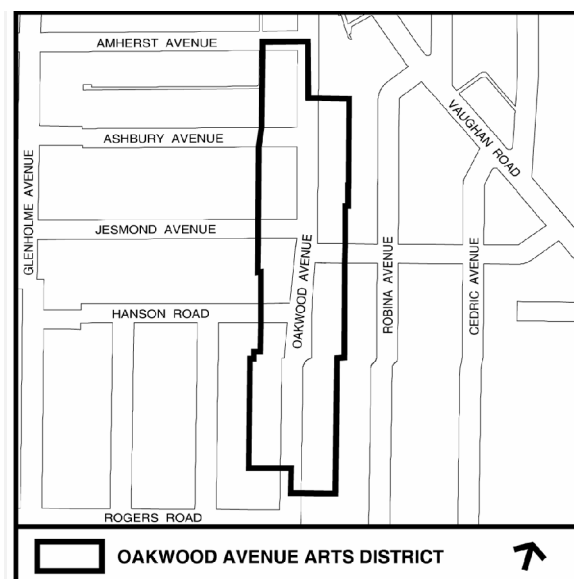 AMHERST AVENUE
ASHBURY AVENUE
VAUGHAN ROAD
GLENHOLME AVENUE
JESMOND AVENUE
OAKWOOD AVENUE
ROBINA AVENUE
CEDRIC AVENUE
HANSON ROAD
ROGERS ROAD
OAKWOOD AVENUE ARTS DISTRICT